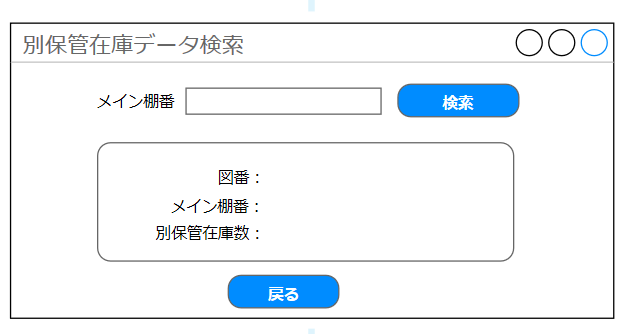 別保管在庫データ検索
メイン棚番 検索
図番：
メイン棚番：
別保管在庫数：
戻る